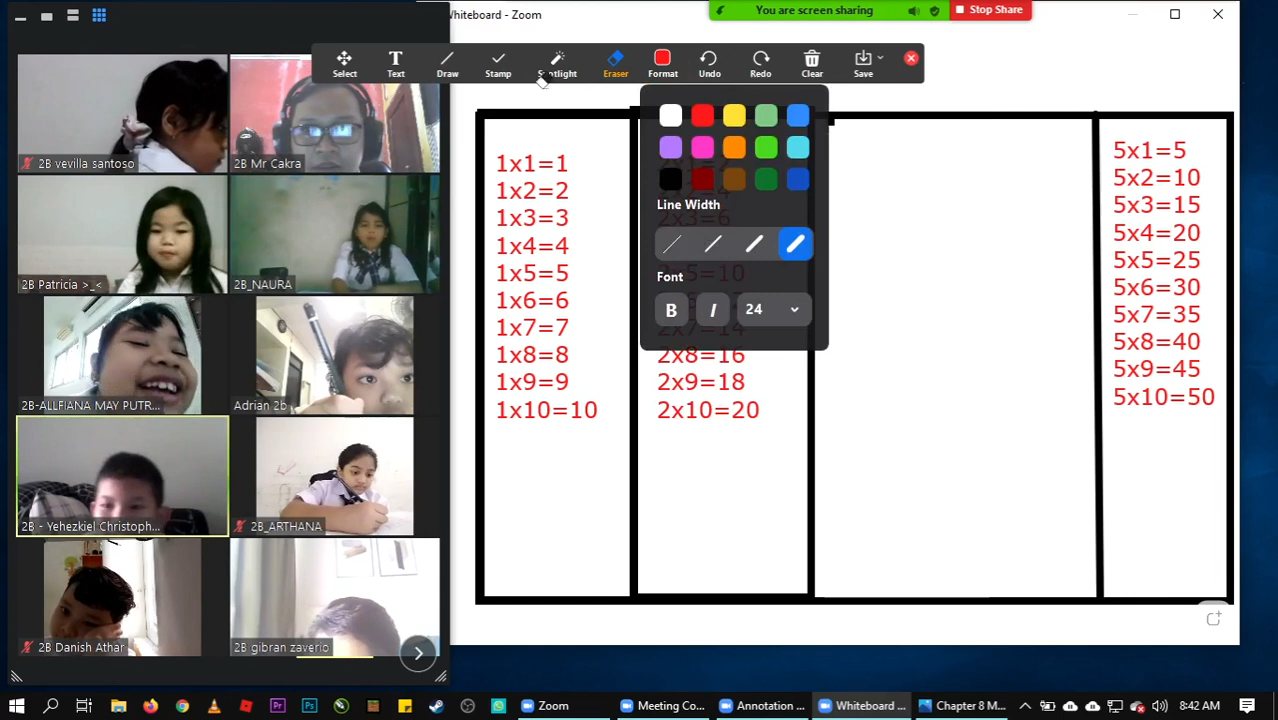 Whiteboard - Zoom
You are screen sharing
Stop Share
Select
Text
Draw
Stamp
Spotlight
Eraser
Format
Undo
Redo
Clear
Save
2B vevilla santoso
2B Mr Cakra
2B Patricia >_<
2B_NAURA
2B-ALLFIANA MAY PUTR...
Adrian 2b
2B - Yehezkiel Christoph...
2B_ARTHANA
2B Danish Athar
2B gibran zaverio
1x1=1
1x2=2
1x3=3
1x4=4
1x5=5
1x6=6
1x7=7
1x8=8
1x9=9
1x10=10
Line Width
Font
B
I
24
2x3=6
2x8=16
2x9=18
2x10=20
5x1=5
5x2=10
5x3=15
5x4=20
5x5=25
5x6=30
5x7=35
5x8=40
5x9=45
5x10=50
Pr
Ps
Zoom
Meeting Co...
Annotation ...
Whiteboard ...
Chapter 8 M...
8:42 AM